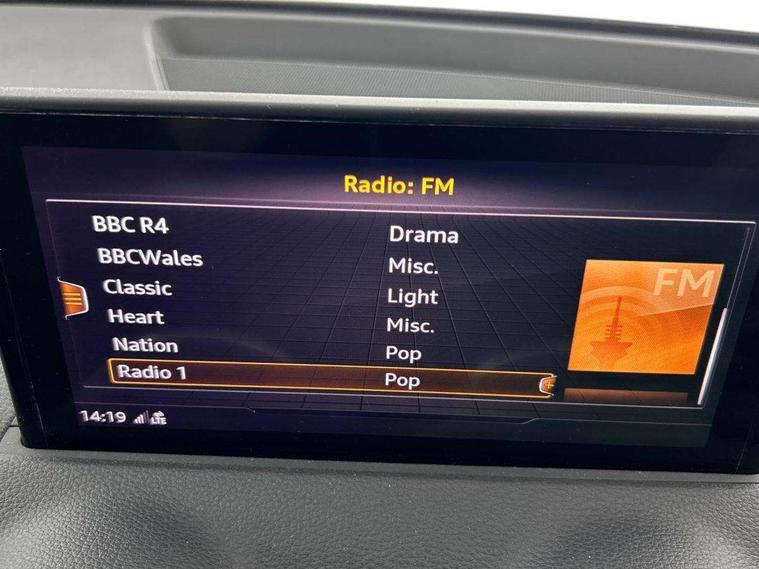 Radio: FM
BBC R4 Drama
BBCWales Misc.
Classic Light
Heart Misc.
Nation Pop
Radio 1 Pop
FM
14:19 LTE